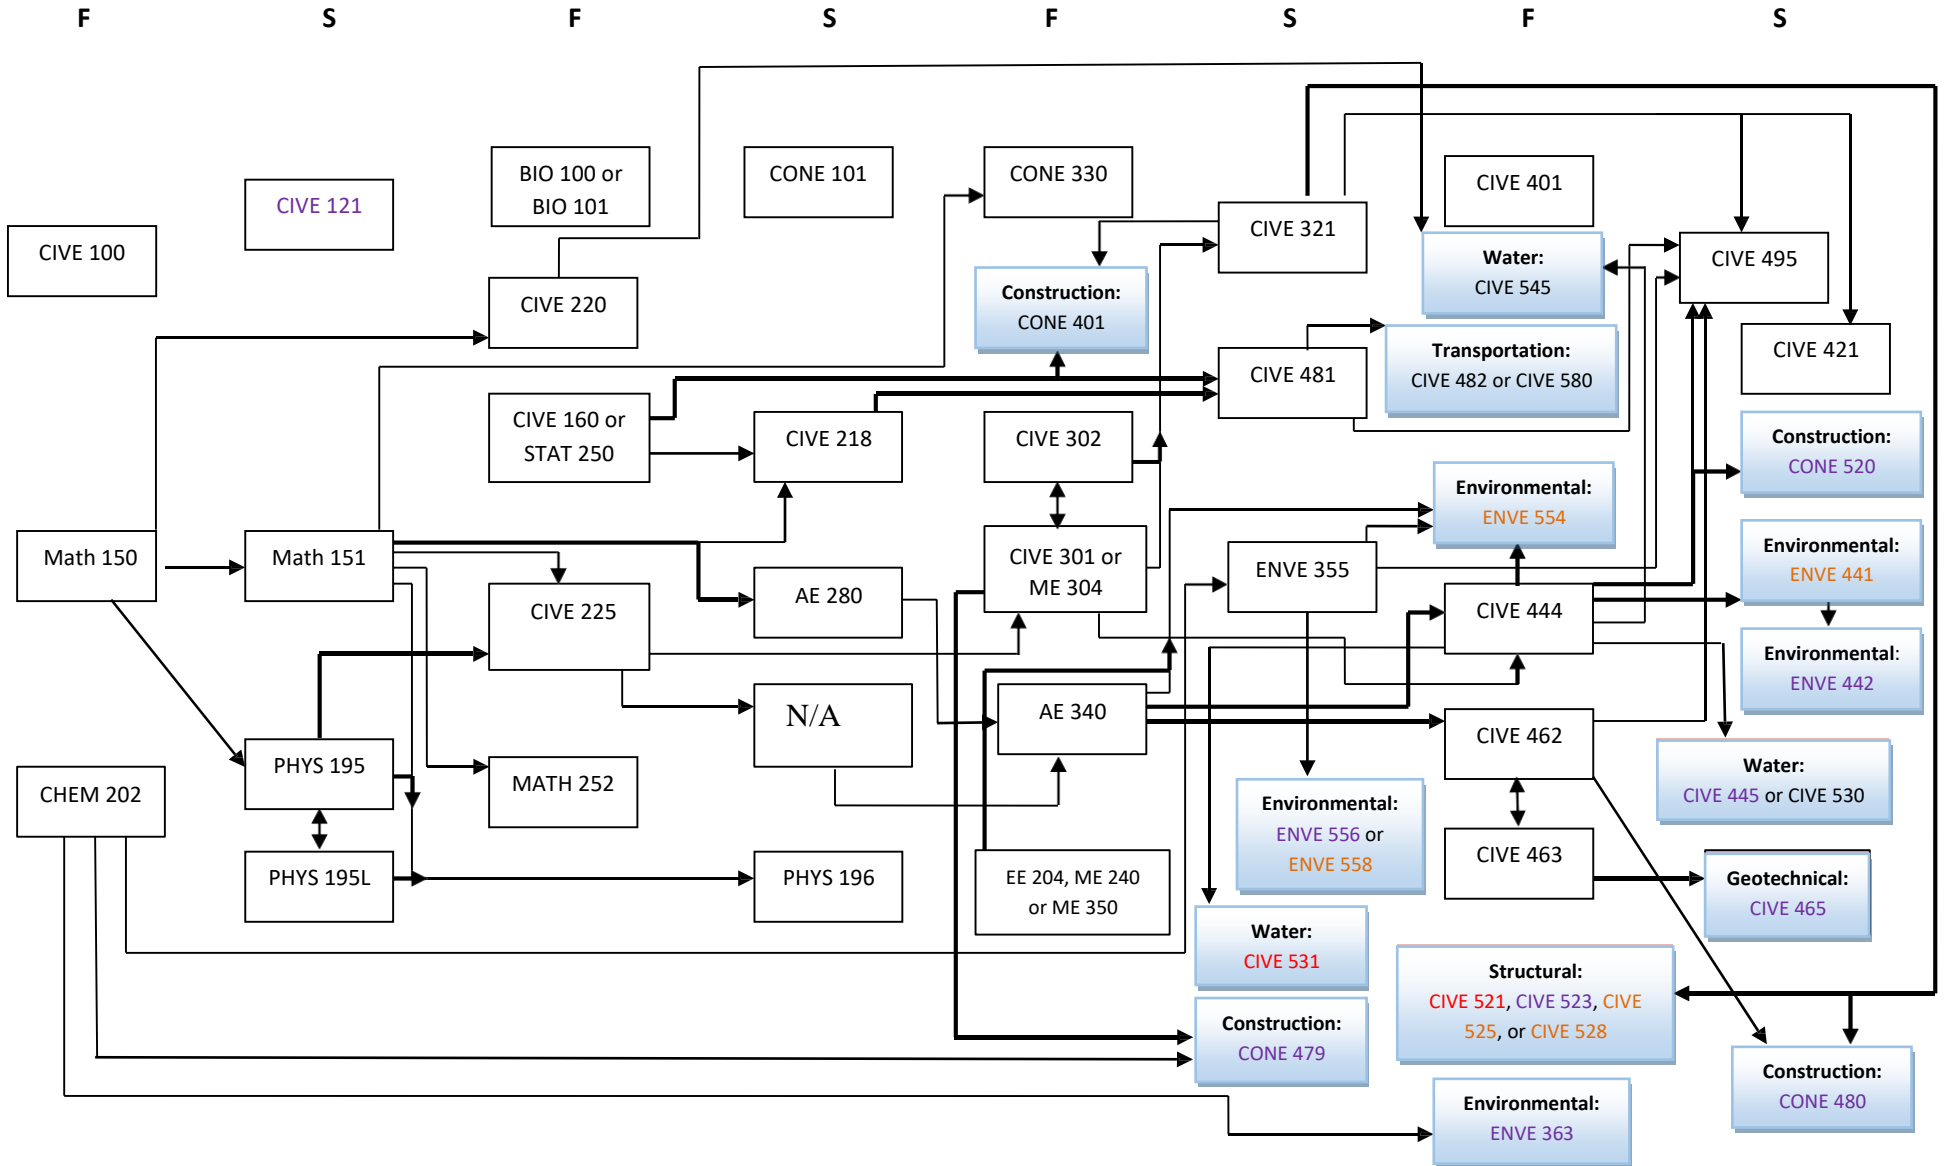 F S F S F S F S
CIVE 100
Math 150
CHEM 202
CIVE 121
Math 151
PHYS 195
PHYS 195L
BIO 100 or
BIO 101
CIVE 220
CIVE 160 or
STAT 250
CIVE 225
MATH 252
CONE 101
CIVE 218
AE 280
N/A
PHYS 196
CONE 330
Construction:
CONE 401
CIVE 302
CIVE 301 or
ME 304
AE 340
EE 204, ME 240
or ME 350
CIVE 321
CIVE 481
ENVE 355
Environmental:
ENVE 556 or
ENVE 558
Water:
CIVE 531
Construction:
CONE 479
CIVE 401
Water:
CIVE 545
Transportation:
CIVE 482 or CIVE 580
Environmental:
ENVE 554
CIVE 444
CIVE 462
CIVE 463
Structural:
CIVE 521, CIVE 523, CIVE
525, or CIVE 528
Environmental:
ENVE 363
CIVE 495
CIVE 421
Construction:
CONE 520
Environmental:
ENVE 441
Environmental:
ENVE 442
Water:
CIVE 445 or CIVE 530
Geotechnical:
CIVE 465
Construction:
CONE 480